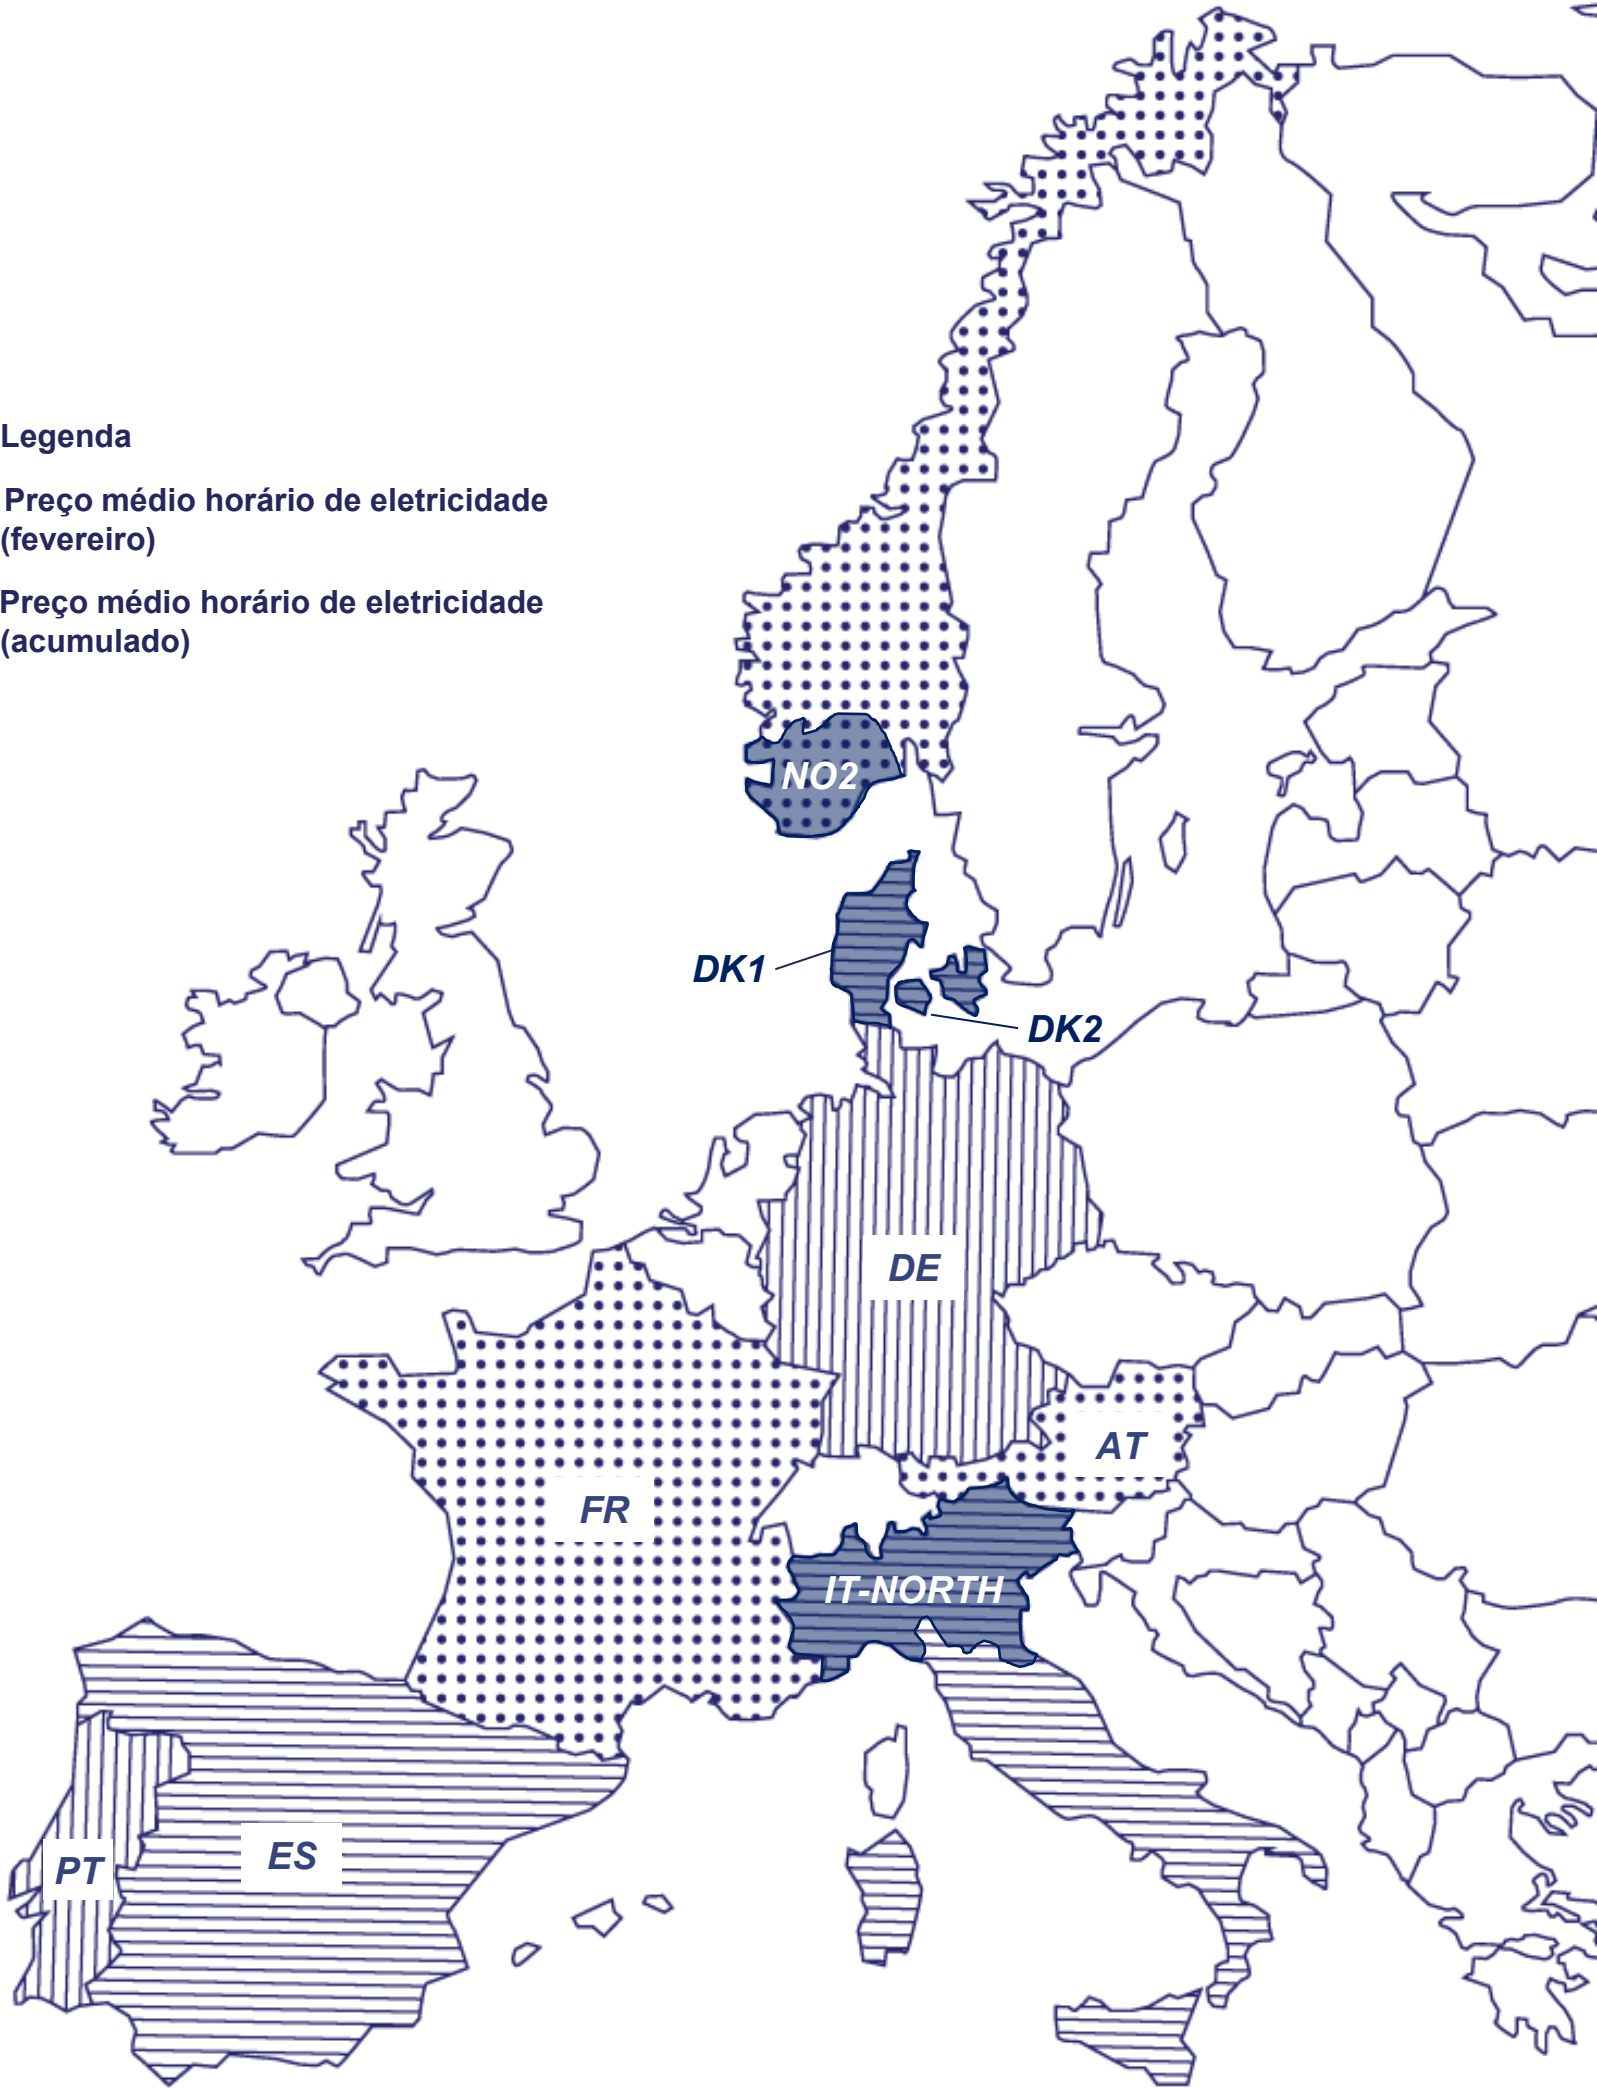 Legenda
Preço médio horário de eletricidade
(fevereiro)
Preço médio horário de eletricidade
(acumulado)
NO2
DK1
DK2
DE
AT
FR
IT-NORTH
ES
PT